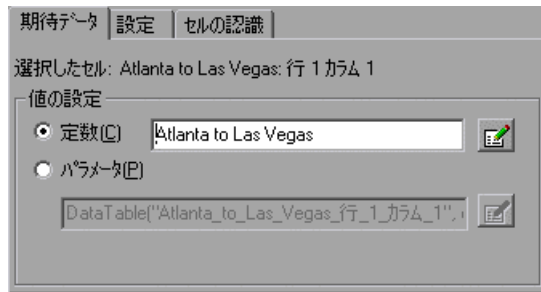 期待ﾃﾞｰﾀ 設定 セルの認識
選択したセル: Atlanta to Las Vegas: 行 1 ｶﾗﾑ 1
値の設定
定数(C) Atlanta to Las Vegas
ﾊﾟﾗﾒｰﾀ(P)
DataTable("Atlanta_to_Las_Vegas_行_1_ｶﾗﾑ_1",